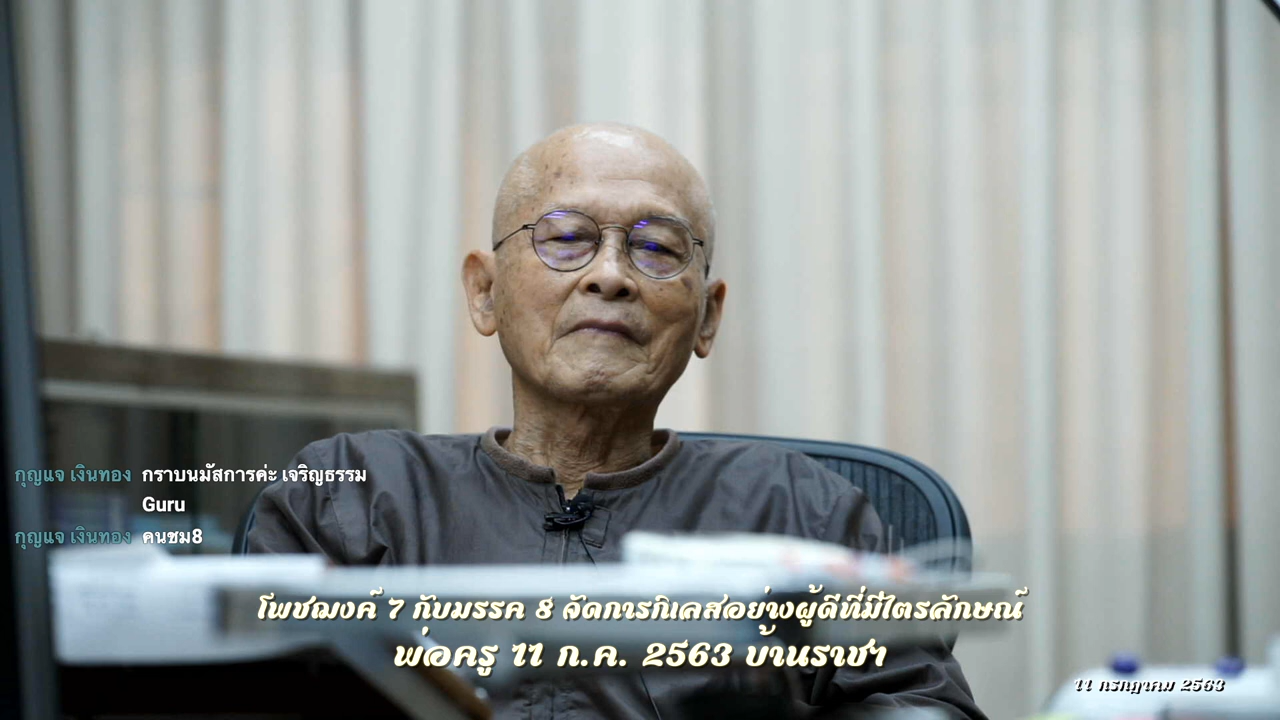 กุญแจ เงินทอง กราบนมัสการค่ะ เจริญธรรม
Guru
กุญแจ เงินทอง คนชม8
โพชฌงค์ 7 กับมรรค 8 จัดการกิเลสอย่างผู้ดีที่มีไตรลักษณ์
พ่อครู 11 ก.ค. 2563 บ้านราชฯ
11 กรกฎาคม 2563